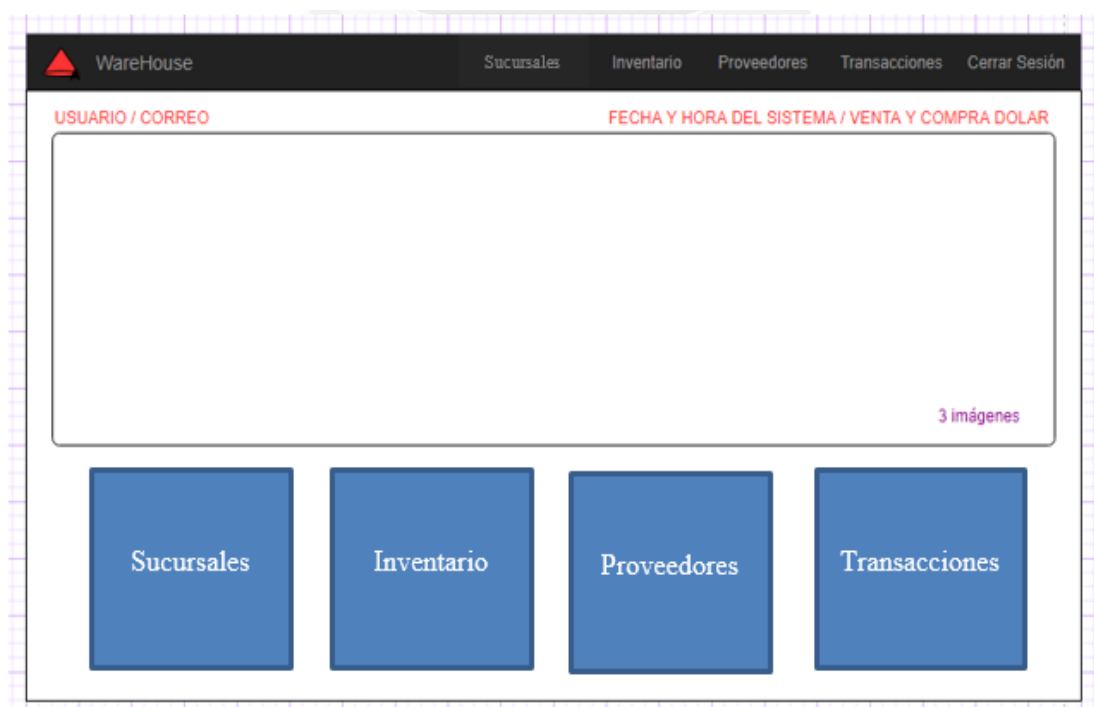 WareHouse Sucursales Inventario Proveedores Transacciones Cerrar Sesión
USUARIO / CORREO FECHA Y HORA DEL SISTEMA / VENTA Y COMPRA DOLAR
3 imágenes
Sucursales Inventario Proveedores Transacciones